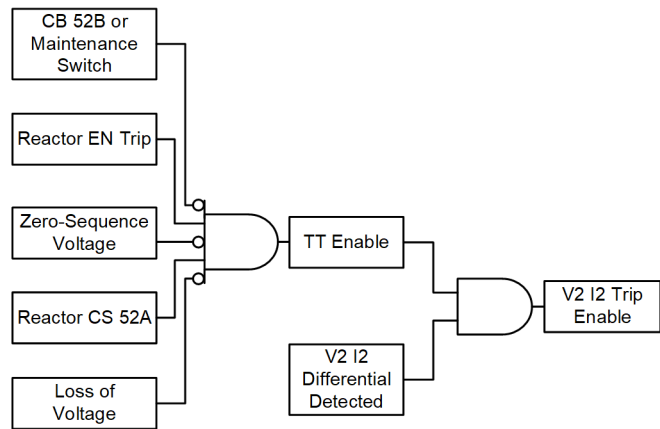 CB 52B or
Maintenance
Switch
Reactor EN Trip
Zero-Sequence
Voltage
Reactor CS 52A
Loss of
Voltage
TT Enable
V2 I2
Differential
Detected
V2 I2 Trip
Enable